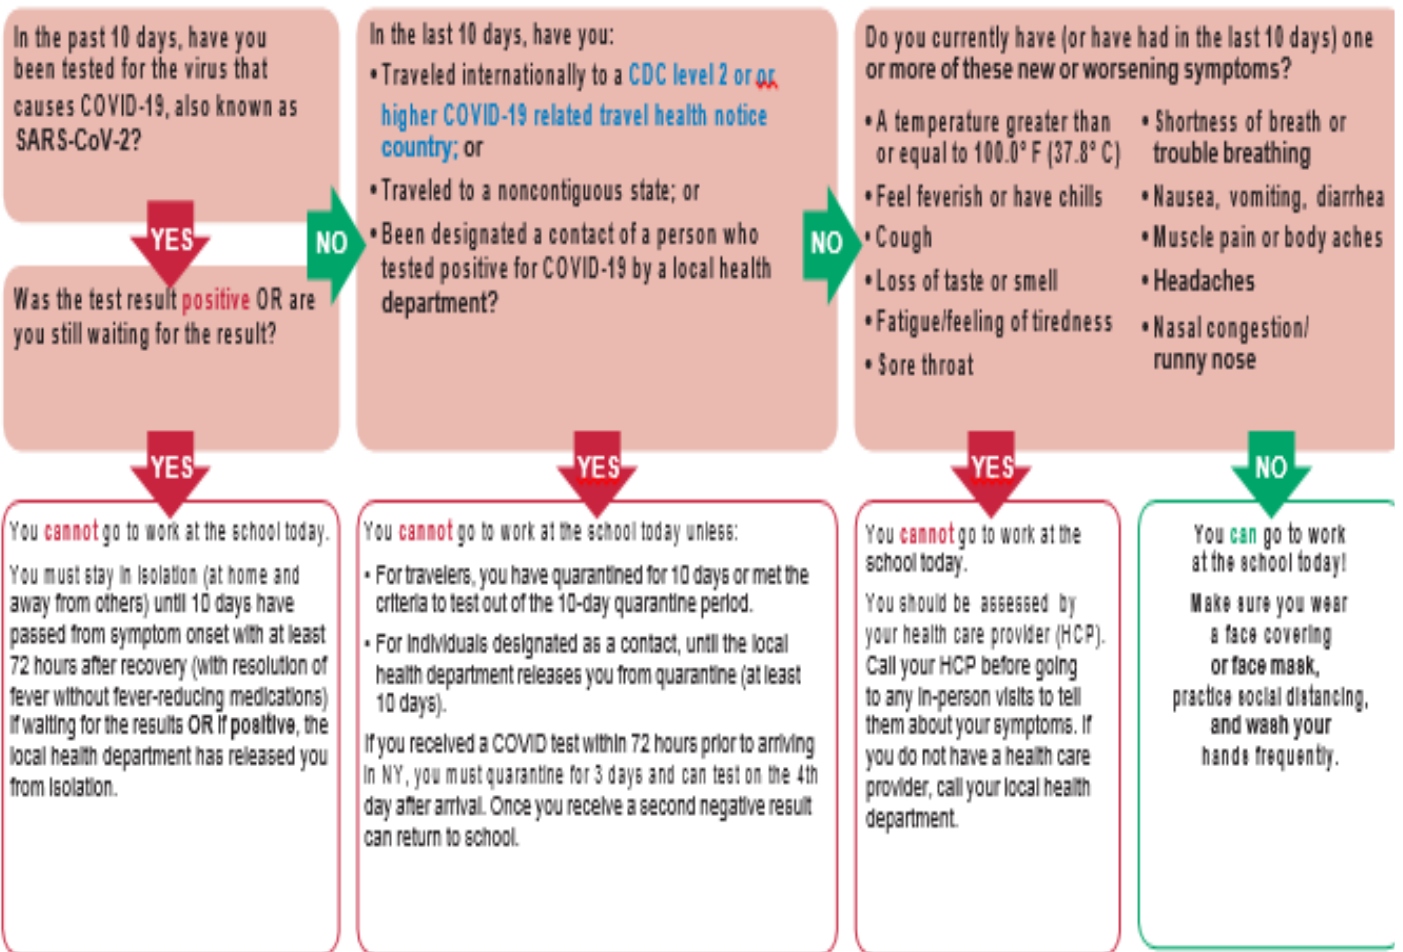 In the past 10 days, have you
been tested for the virus that
causes COVID-19, also known as
SARS-CoV-2?
YES
Was the test result positive OR are
you still waiting for the result?
YES
You cannot go to work at the school today.
You must stay in isolation (at home and
away from others) until 10 days have
passed from symptom onset with at least
72 hours after recovery (with resolution of
fever without fever-reducing medications)
if waiting for the results OR if positive, the
local health department has released you
from isolation.
NO
In the last 10 days, have you:
• Traveled internationally to a CDC level 2 or or
higher COVID-19 related travel health notice
country; or
• Traveled to a noncontiguous state; or
• Been designated a contact of a person who
tested positive for COVID-19 by a local health
department?
YES
You cannot go to work at the school today unless:
• For travelers, you have quarantined for 10 days or met the
criteria to test out of the 10-day quarantine period.
• For individuals designated as a contact, until the local
health department releases you from quarantine (at least
10 days).
If you received a COVID test within 72 hours prior to arriving
in NY, you must quarantine for 3 days and can test on the 4th
day after arrival. Once you receive a second negative result
can return to school.
NO
Do you currently have (or have had in the last 10 days) one
or more of these new or worsening symptoms?
• A temperature greater than
or equal to 100.0° F (37.8° C)
• Feel feverish or have chills
• Cough
• Loss of taste or smell
• Fatigue/feeling of tiredness
• Sore throat
• Shortness of breath or
trouble breathing
• Nausea, vomiting, diarrhea
• Muscle pain or body aches
• Headaches
• Nasal congestion/
runny nose
YES
You cannot go to work at the
school today.
You should be assessed by
your health care provider (HCP).
Call your HCP before going
to any in-person visits to tell
them about your symptoms. If
you do not have a health care
provider, call your local health
department.
NO
You can go to work
at the school today!
Make sure you wear
a face covering
or face mask,
practice social distancing,
and wash your
hands frequently.